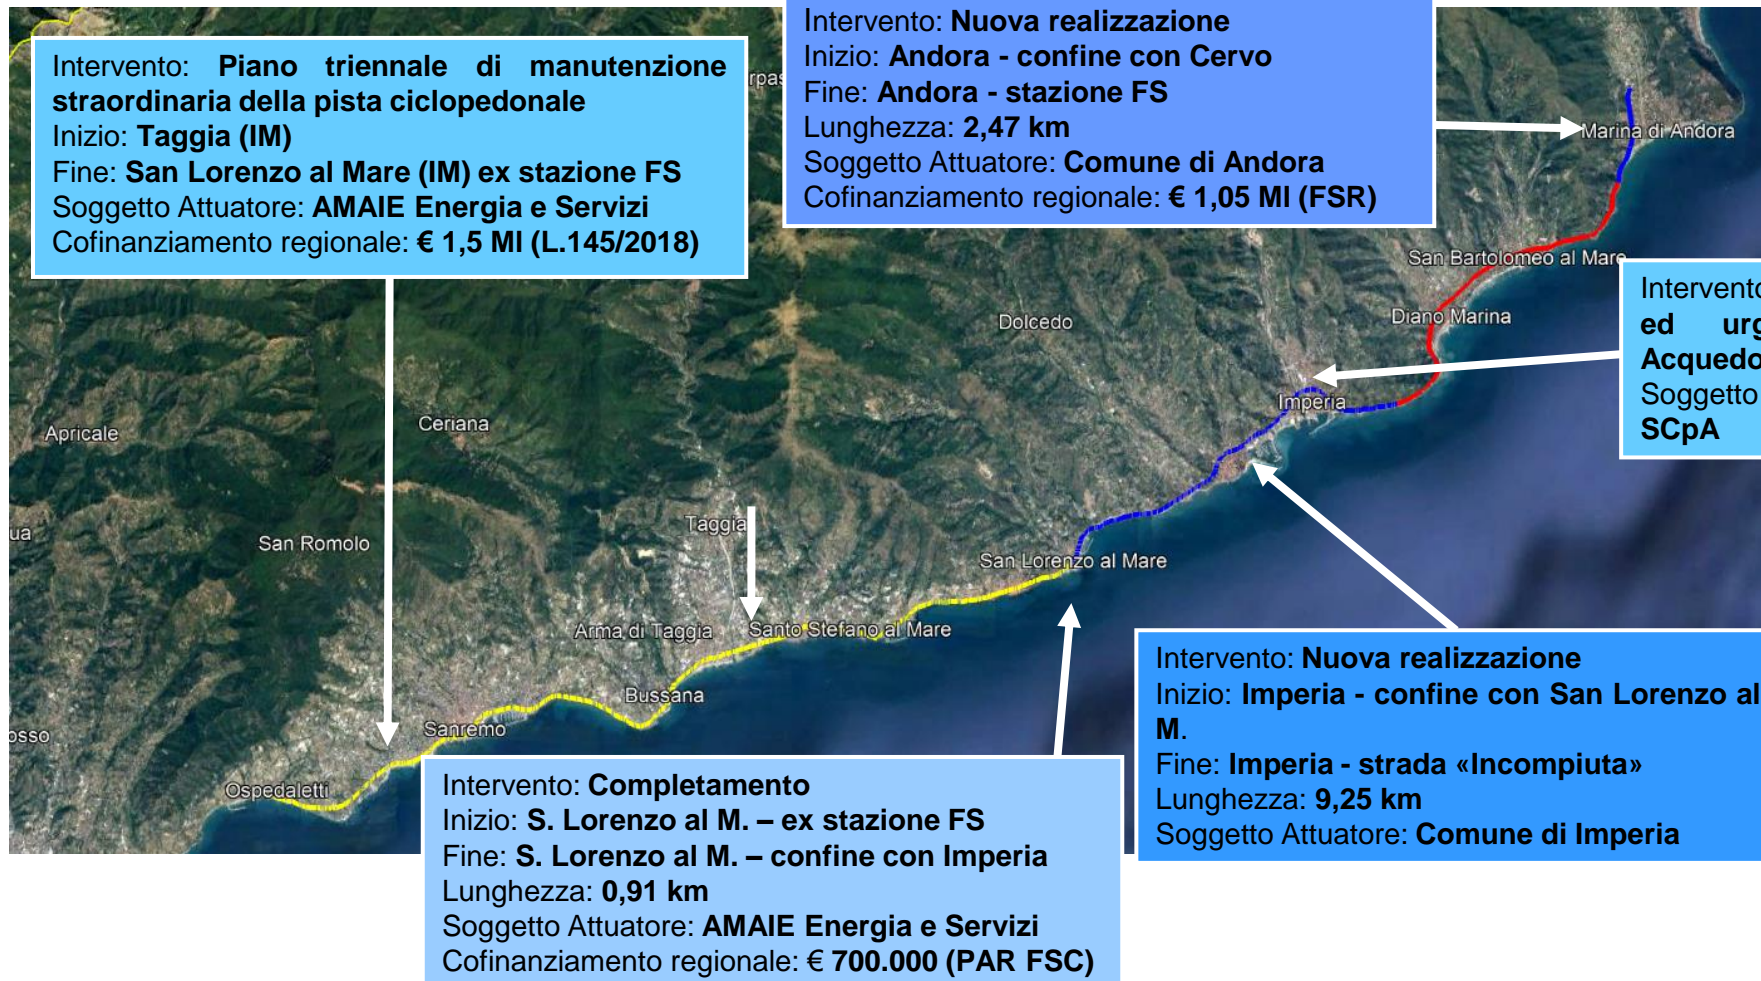 Intervento: Piano triennale di manutenzione
straordinaria della pista ciclopedonale
Inizio: Taggia (IM)
Fine: San Lorenzo al Mare (IM) ex stazione FS
Soggetto Attuatore: AMAIE Energia e Servizi
Cofinanziamento regionale: € 1,5 Ml (L.145/2018)
Intervento: Nuova realizzazione
Inizio: Andora - confine con Cervo
Fine: Andora - stazione FS
Lunghezza: 2,47 km
Soggetto Attuatore: Comune di Andora
Cofinanziamento regionale: € 1,05 Ml (FSR)
Marina di Andora
San Bartolomeo al Mare
Diano Marina
Dolcedo
Imperia
Ceriana
Apricale
Taggia
San Romolo
San Lorenzo al Mare
Arma di Taggia
Santo Stefano al Mare
Bussana
Sanremo
Ospedaletti
ed
Soggetto
SCpA
Intervento: Nuova realizzazione
Inizio: Imperia - confine con San Lorenzo al
M.
Fine: Imperia - strada «Incompiuta»
Lunghezza: 9,25 km
Soggetto Attuatore: Comune di Imperia
Intervento: Completamento
Inizio: S. Lorenzo al M. – ex stazione FS
Fine: S. Lorenzo al M. – confine con Imperia
Lunghezza: 0,91 km
Soggetto Attuatore: AMAIE Energia e Servizi
Cofinanziamento regionale: € 700.000 (PAR FSC)